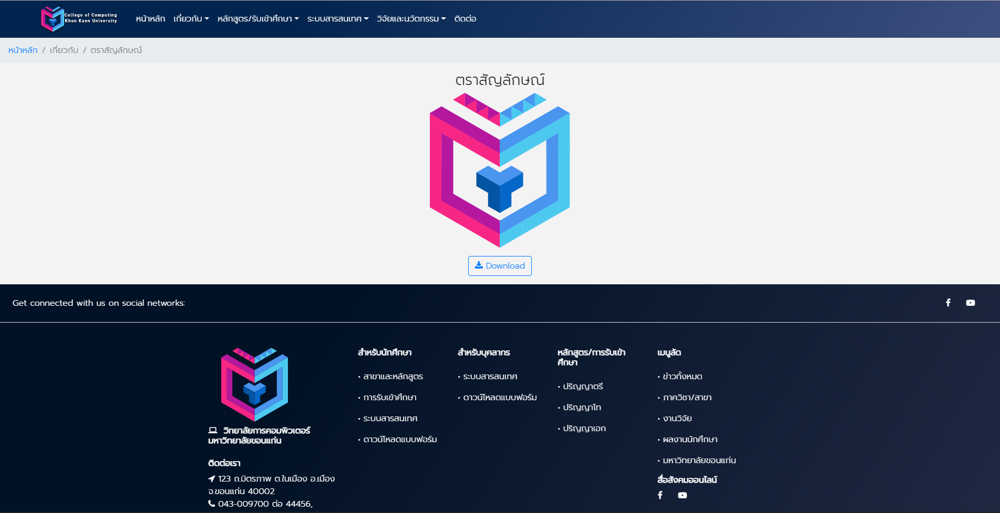 College of Computing
Khon Kaen University
หน้าหลัก เกี่ยวกับ หลักสูตร/รับเข้าศึกษา ระบบสารสนเทศ วิจัยและนวัตกรรม ติดต่อ
หน้าหลัก / เกี่ยวกับ / ตราสัญลักษณ์
ตราสัญลักษณ์
Download
Get connected with us on social networks:
วิทยาลัยการคอมพิวเตอร์
มหาวิทยาลัยขอนแก่น
ติดต่อเรา
123 ถ.มิตรภาพ ต.ในเมือง อ.เมือง
จ.ขอนแก่น 40002
043-009700 ต่อ 44456,
สำหรับนักศึกษา
• สาขาและหลักสูตร
• การรับเข้าศึกษา
• ระบบสารสนเทศ
• ดาวน์โหลดแบบฟอร์ม
สำหรับบุคลากร
• ระบบสารสนเทศ
• ดาวน์โหลดแบบฟอร์ม
หลักสูตร/การรับเข้า
ศึกษา
• ปริญญาตรี
• ปริญญาโท
• ปริญญาเอก
เมนูลัด
• ข่าวทั้งหมด
• ภาควิชา/สาขา
• งานวิจัย
• ผลงานนักศึกษา
• มหาวิทยาลัยขอนแก่น
สื่อสังคมออนไลน์